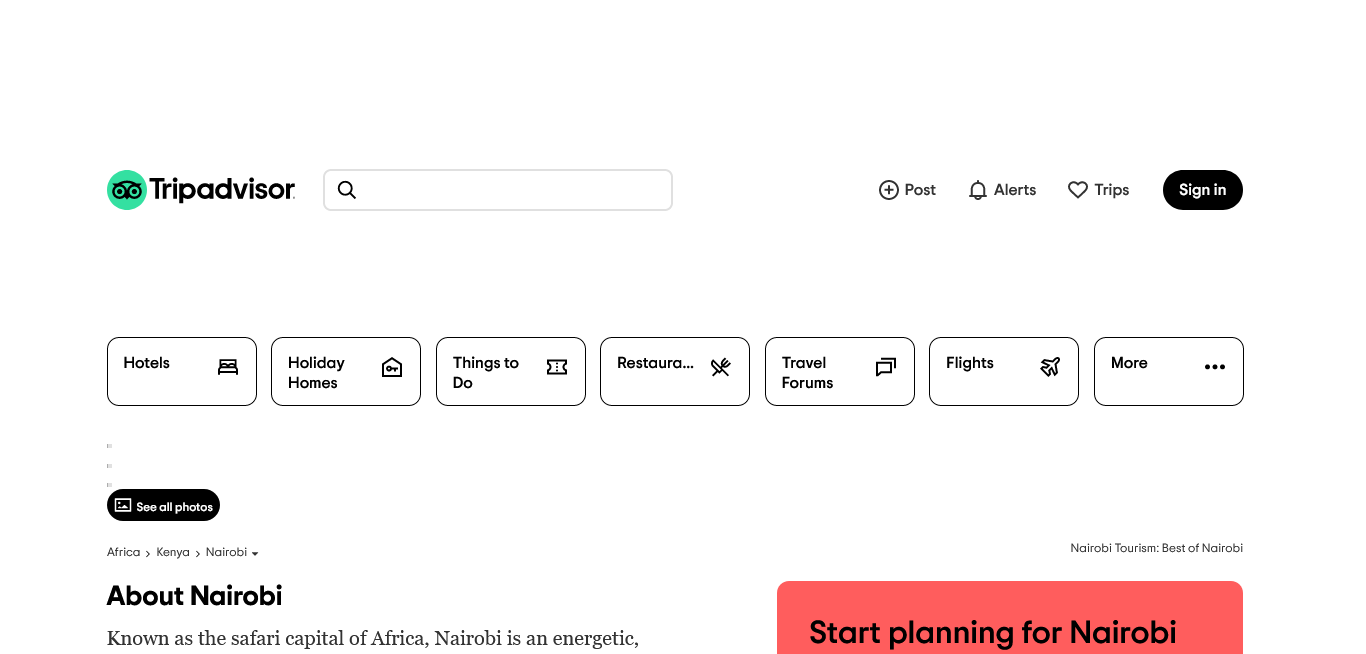 Tripadvisor
Post
Alerts
Trips
Sign in
Hotels
Holiday
Homes
Things to
Do
Restaura...
Travel
Forums
Flights
More
See all photos
Africa
Kenya
Nairobi
Nairobi Tourism: Best of Nairobi
About Nairobi
Known as the safari capital of Africa, Nairobi is an energetic,
Start planning for Nairobi